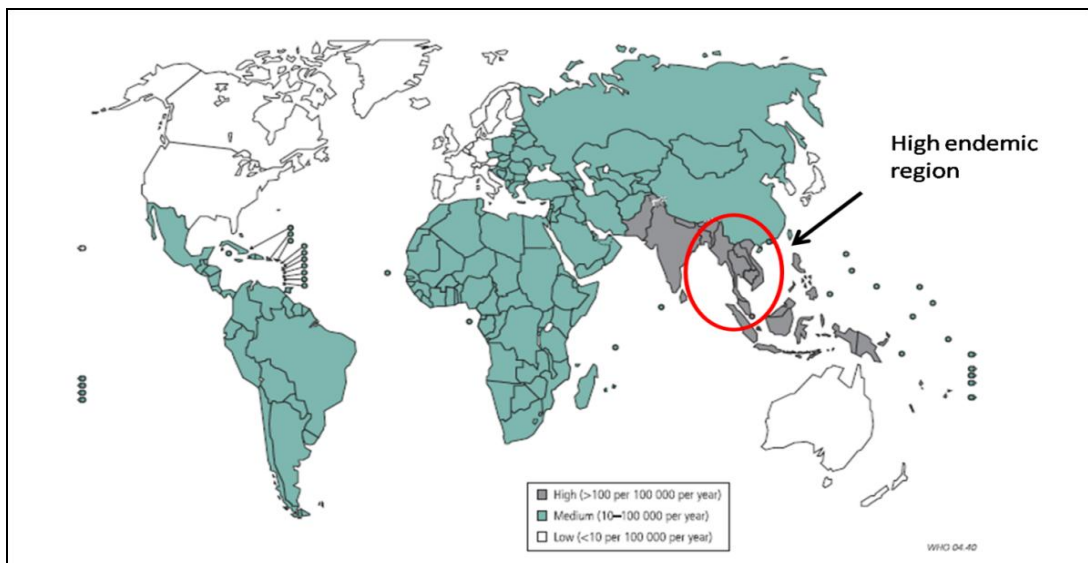 High endemic
region
High (>100 per 100 000 per year)
Medium (10–100 000 per year)
Low (<10 per 100 000 per year)
WHO 04.40